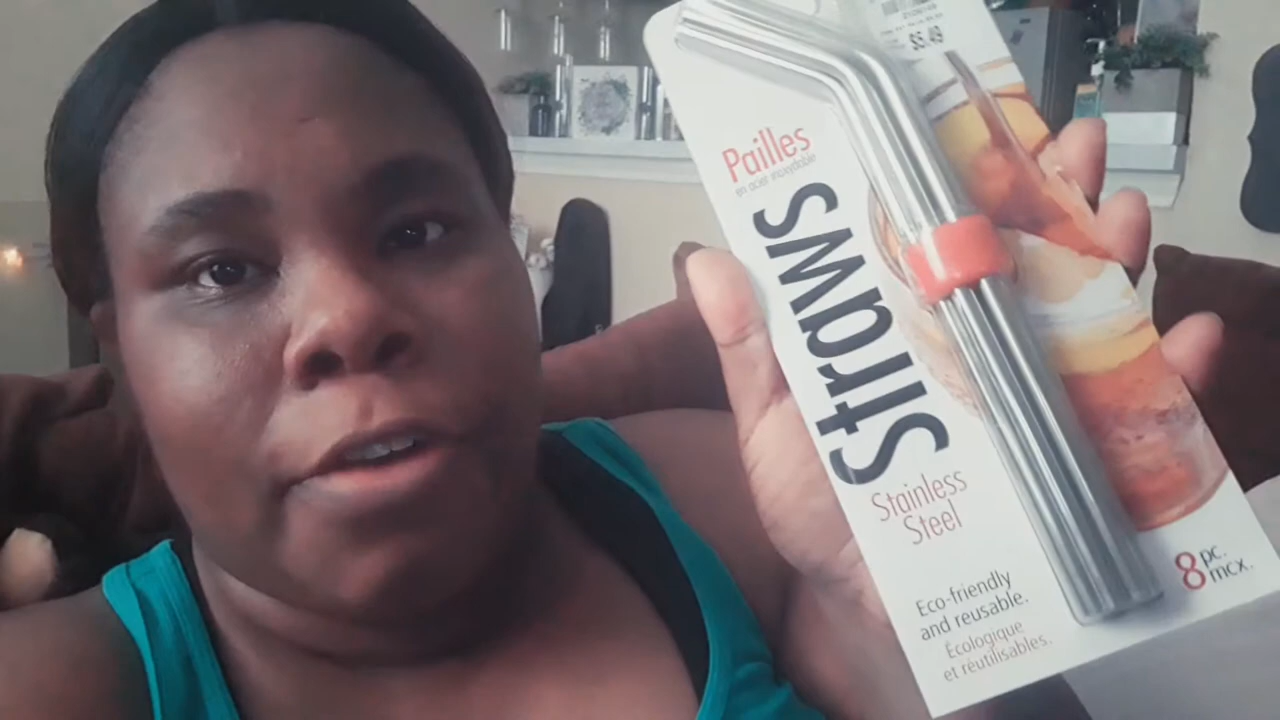 $5.49
Pailles
en acier inoxydable
Straws
Stainless
Steel
8 pc.
mcx.
Eco-friendly
and reusable.
Écologique
et réutilisables.